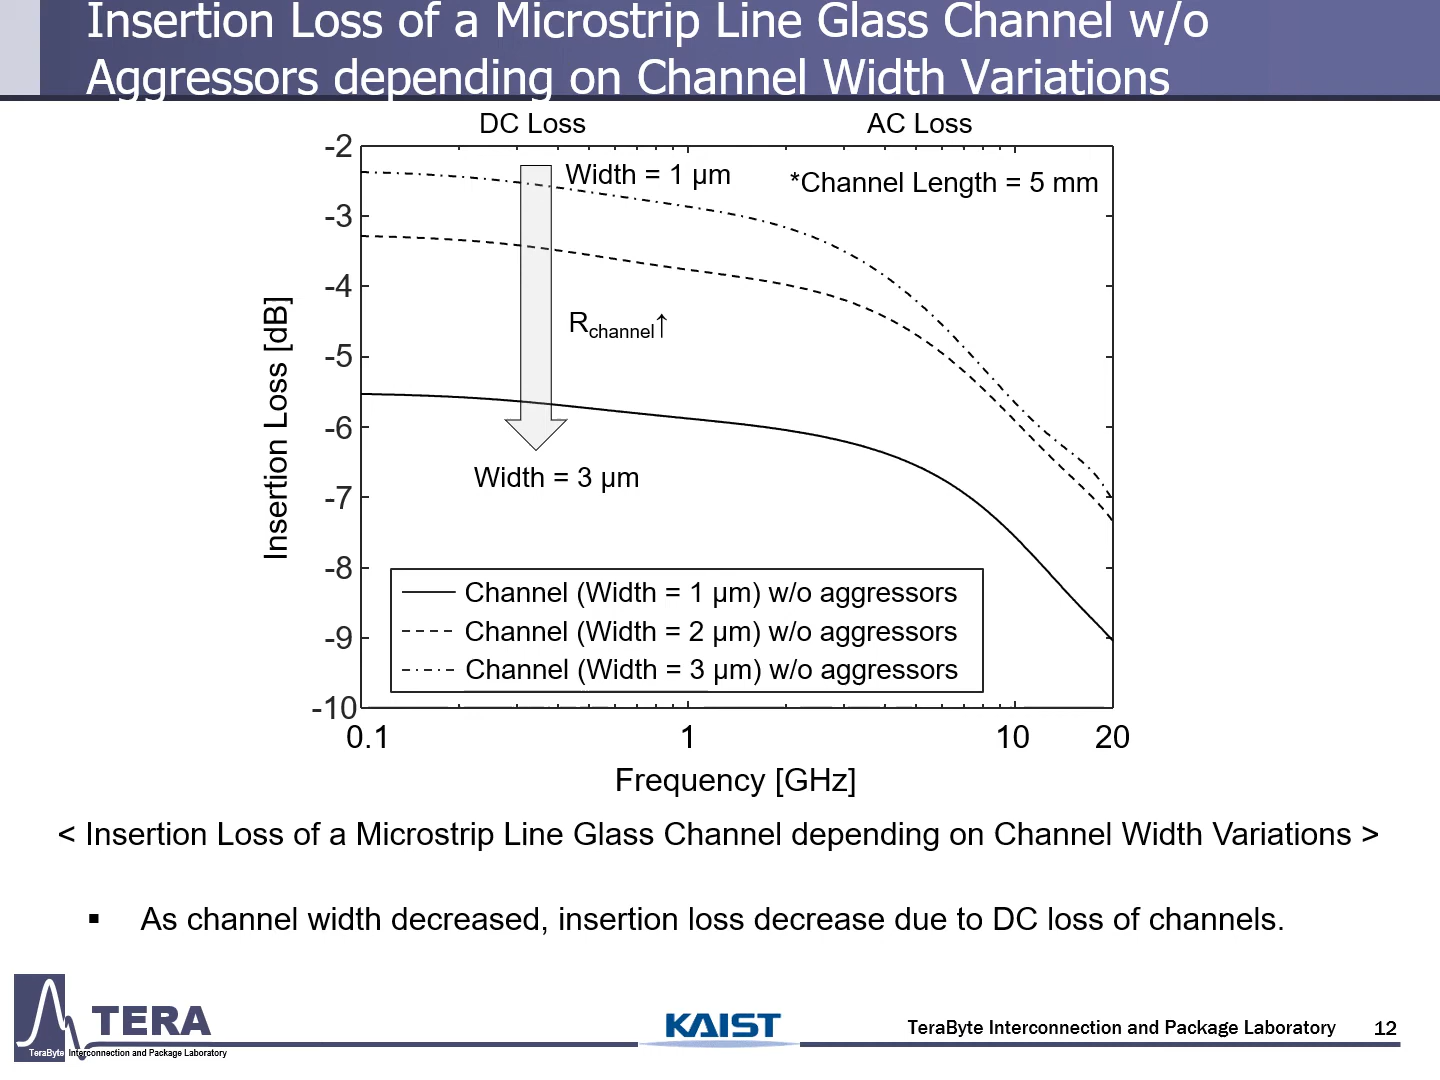 Insertion Loss of a Microstrip Line Glass Channel w/o
Aggressors depending on Channel Width Variations
DC Loss
AC Loss
Width = 1 μm
*Channel Length = 5 mm
Rchannel↑
Width = 3 μm
Insertion Loss [dB]
-2
-3
-4
-5
-6
-7
-8
-9
-10
Channel (Width = 1 μm) w/o aggressors
Channel (Width = 2 μm) w/o aggressors
Channel (Width = 3 μm) w/o aggressors
0.1
1
10
20
Frequency [GHz]
< Insertion Loss of a Microstrip Line Glass Channel depending on Channel Width Variations >
▪ As channel width decreased, insertion loss decrease due to DC loss of channels.
TERA
TeraByte Interconnection and Package Laboratory
KAIST
TeraByte Interconnection and Package Laboratory
12